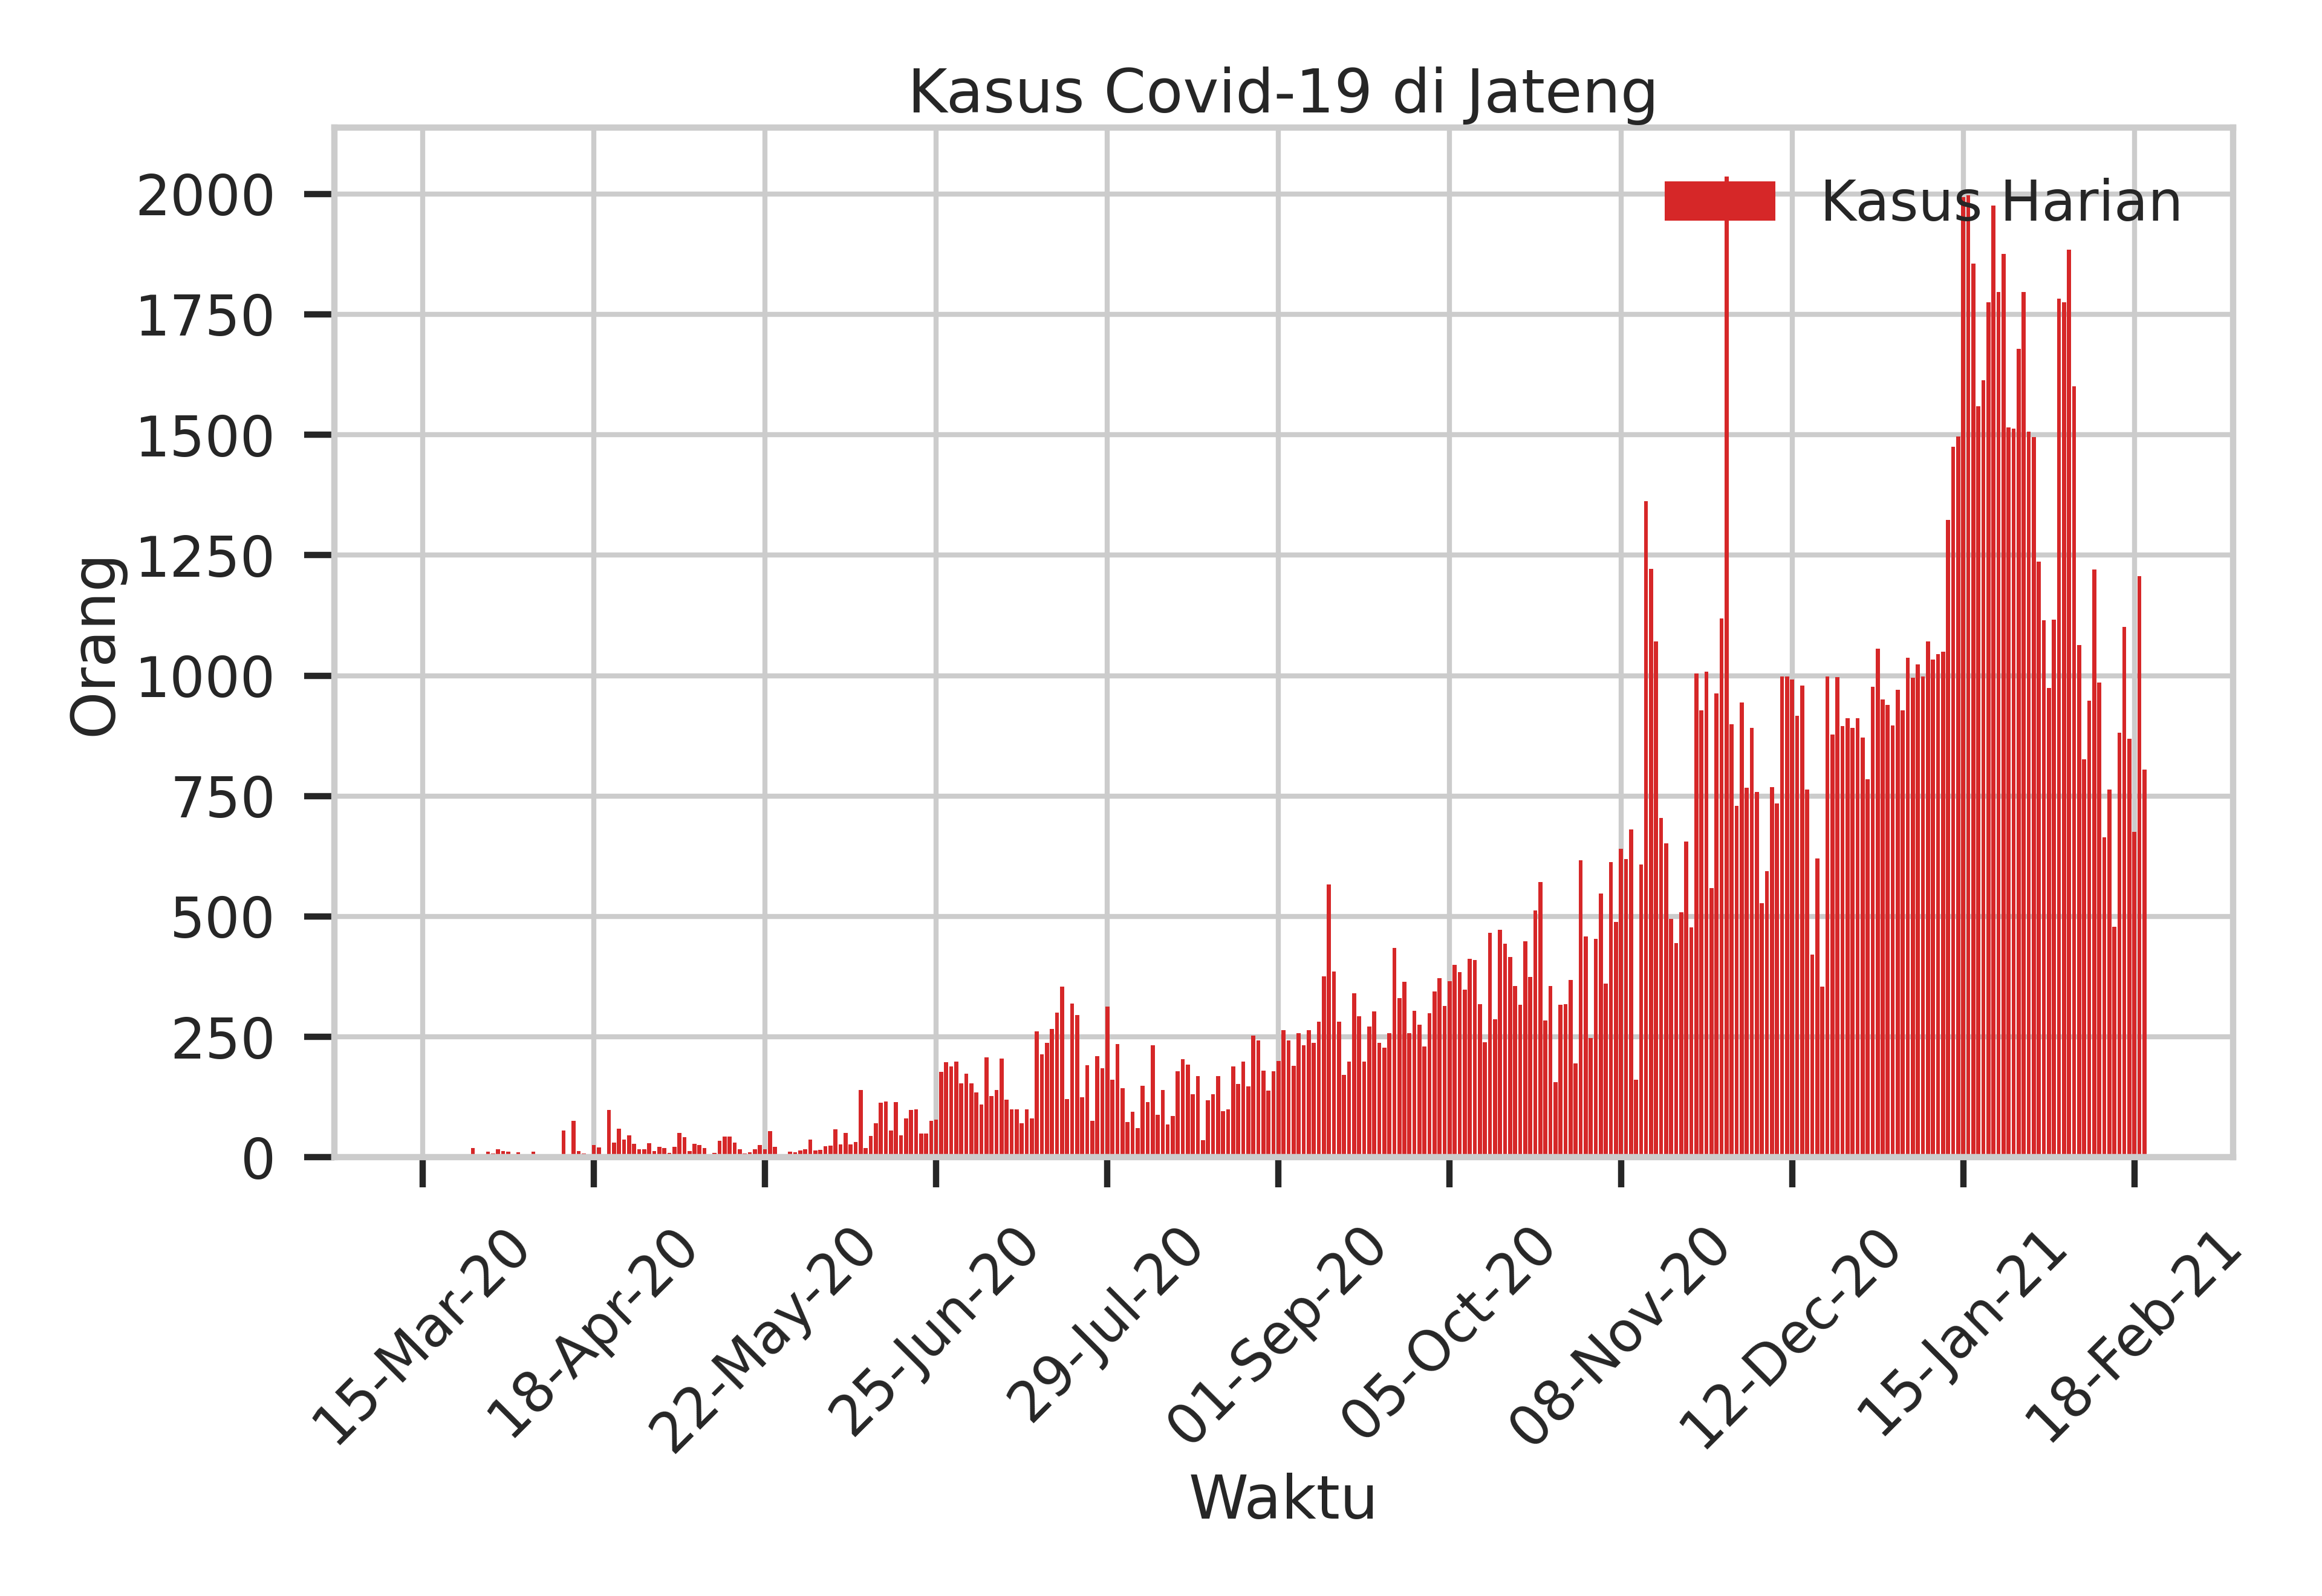 Kasus Covid-19 di Jateng
Kasus Harian
2000
1750
1500
1250
1000
750
500
250
0
Orang
15-Mar-20
18-Apr-20
22-May-20
25-Jun-20
29-Jul-20
01-Sep-20
05-Oct-20
08-Nov-20
12-Dec-20
15-Jan-21
18-Feb-21
Waktu